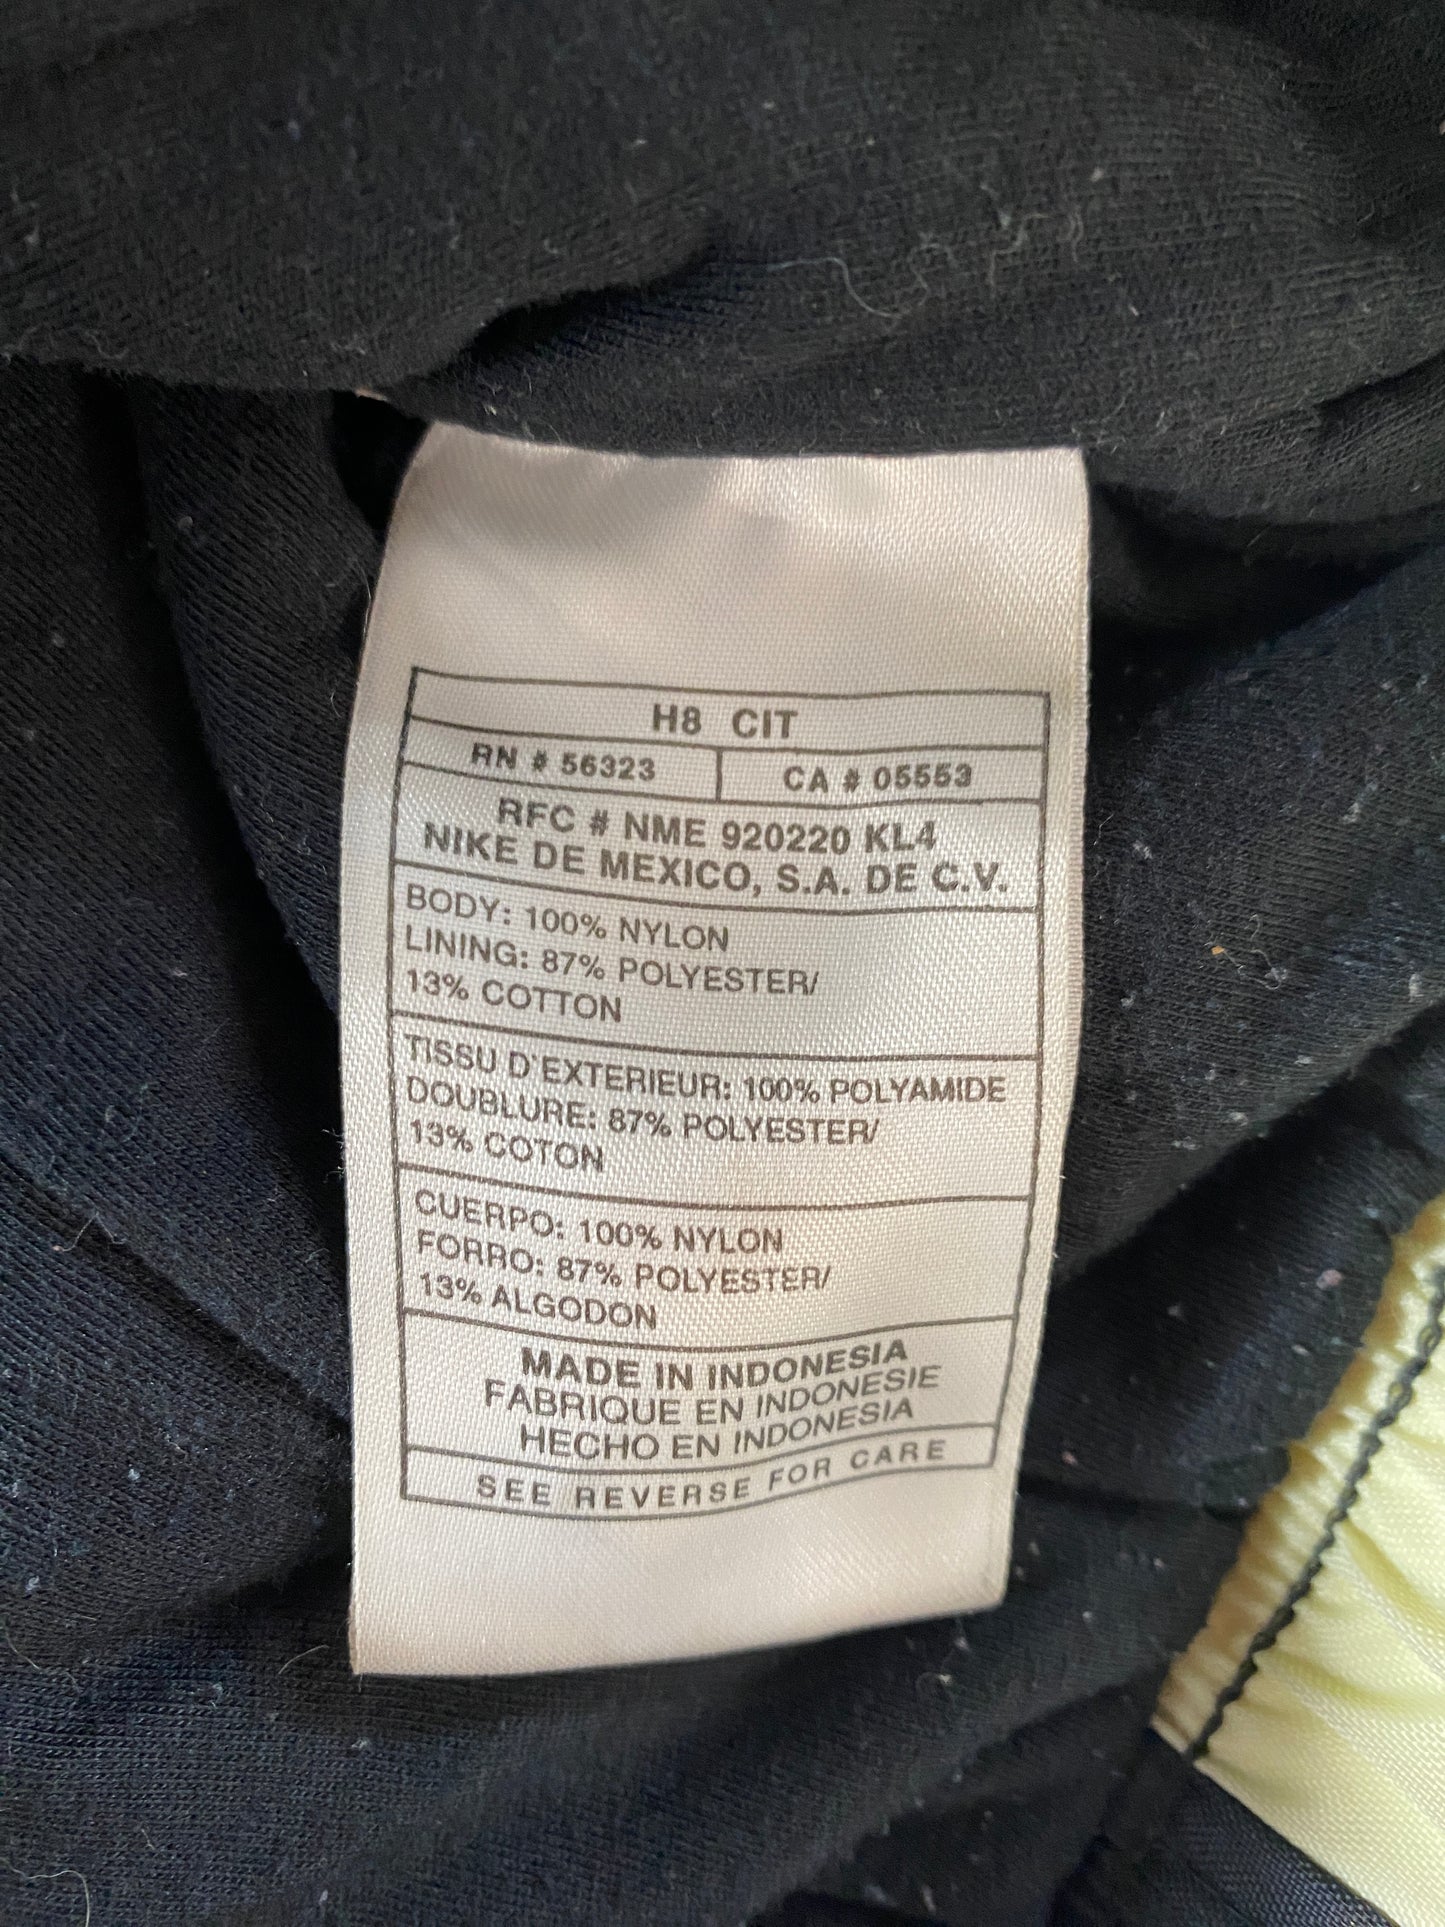 H8 CIT
RN # 56323 CA # 05553
RFC # NME 920220 KL4
NIKE DE MEXICO, S.A. DE C.V.
BODY: 100% NYLON
LINING: 87% POLYESTER/
13% COTTON
TISSU D'EXTERIEUR: 100% POLYAMIDE
DOUBLURE: 87% POLYESTER/
13% COTON
CUERPO: 100% NYLON
FORRO: 87% POLYESTER/
13% ALGODON
MADE IN INDONESIA
FABRIQUE EN INDONESIE
HECHO EN INDONESIA
SEE REVERSE FOR CARE